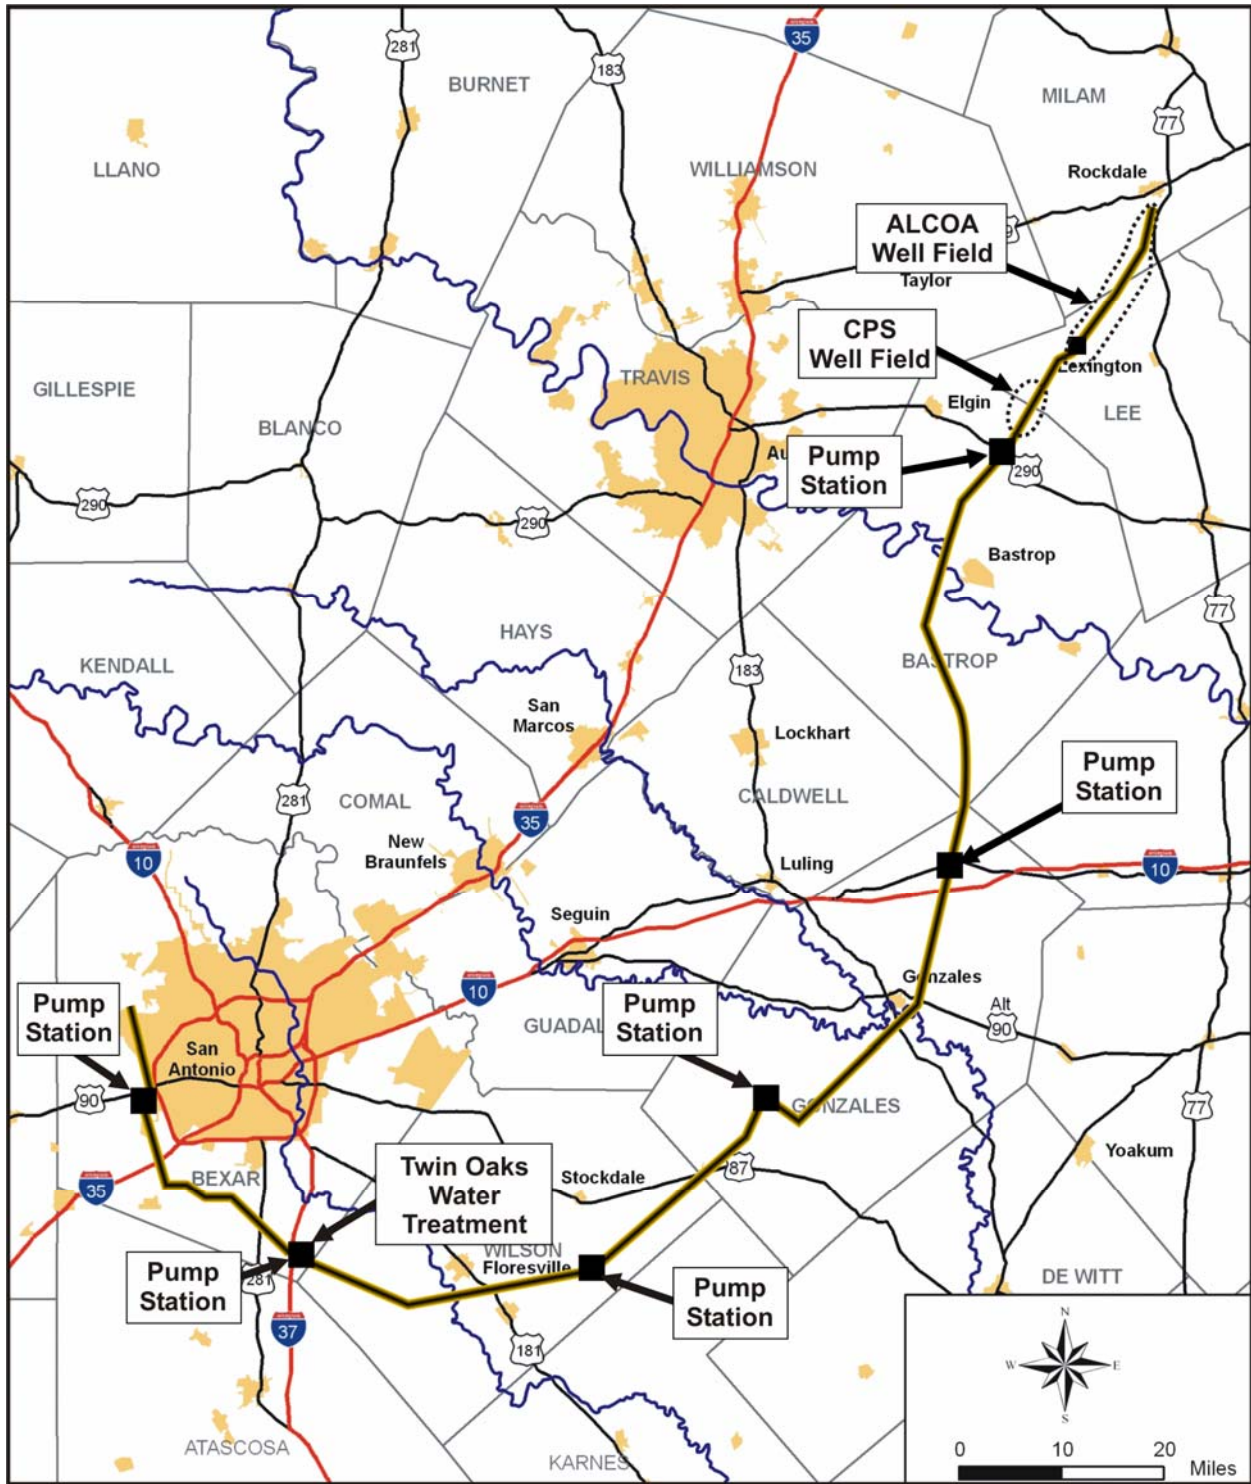 281
35
BURNET
183
MILAM
77
LLANO
WILLIAMSON
Rockdale
ALCOA
Well Field
9
Taylor
CPS
Well Field
TRAVIS
Lexington
GILLESPIE
Elgin
LEE
BLANCO
Au
Pump
Station
290
290
290
Bastrop
77
HAYS
KENDALL
BASTROP
183
San
Marcos
Lockhart
Pump
Station
281
COMAL
CALDWELL
35
New
Braunfels
10
Luling
10
Seguin
Gonzales
10
Pump
Station
Pump
Station
GUADAL
Alt
90
San
Antonio
90
GONZALES
77
Twin Oaks
Water
Treatment
Stockdale
87
Yoakum
BEXAR
35
WILSON
Floresville
Pump
Station
281
Pump
Station
DE WITT
37
181
N
W
E
S
ATASCOSA
KARNES
0
10
20
Miles